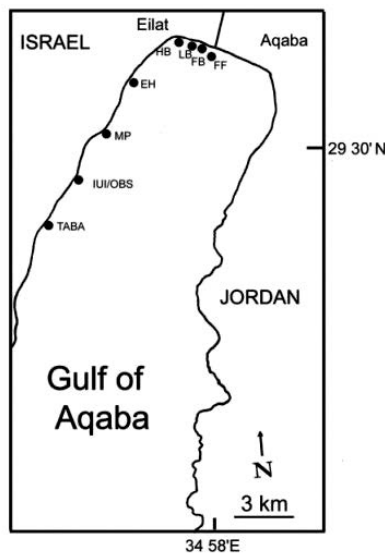 Eilat
ISRAEL
Aqaba
HB
LB
FB
FF
EH
MP
29 30' N
IUI/OBS
TABA
JORDAN
Gulf of
Aqaba
N
3 km
34 58'E